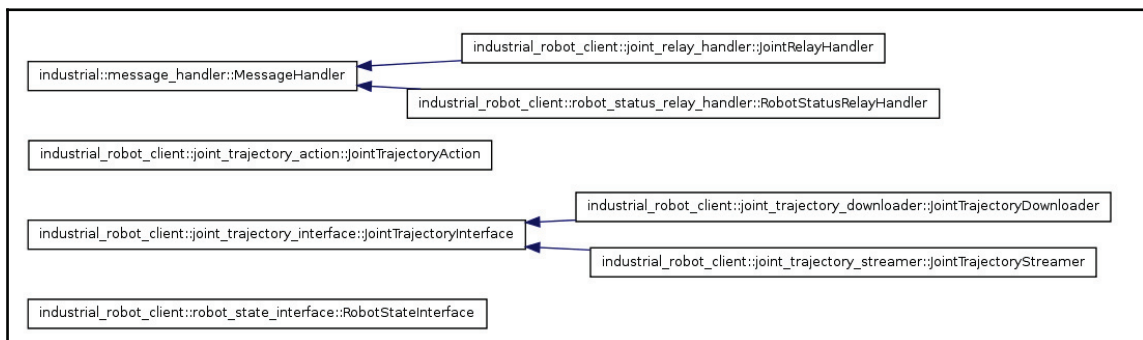 industrial_robot_client::joint_relay_handler::JointRelayHandler
industrial::message_handler::MessageHandler
industrial_robot_client::robot_status_relay_handler::RobotStatusRelayHandler
industrial_robot_client::joint_trajectory_action::JointTrajectoryAction
industrial_robot_client::joint_trajectory_downloader::JointTrajectoryDownloader
industrial_robot_client::joint_trajectory_interface::JointTrajectoryInterface
industrial_robot_client::joint_trajectory_streamer::JointTrajectoryStreamer
industrial_robot_client::robot_state_interface::RobotStateInterface